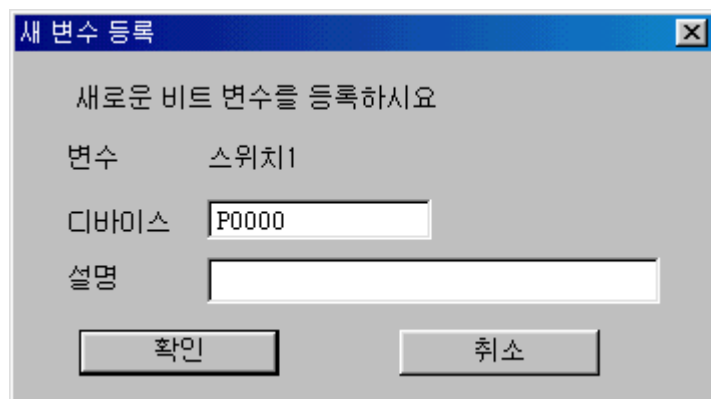 새 변수 등록
새로운 비트 변수를 등록하시요
변수 스위치1
디바이스 P0000
설명
확인 취소